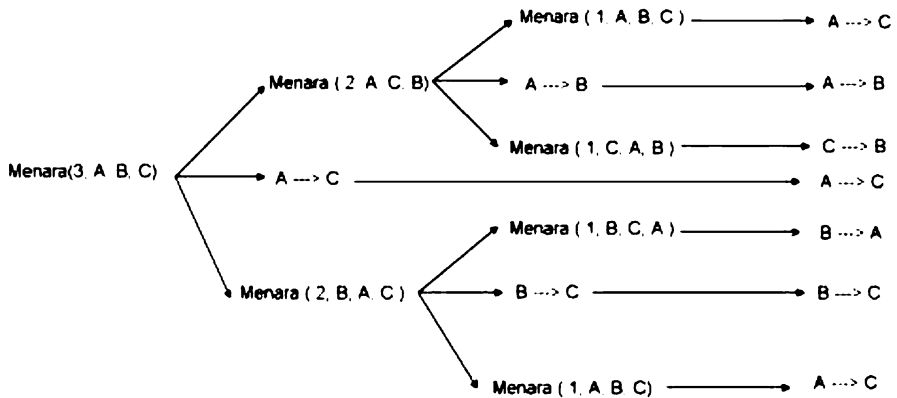 Menara ( 1, A, B, C) A ---> C
Menara ( 2 A, C, B) A ---> B A ---> B
Menara ( 1, C, A, B ) C ---> B
Menara(3, A B, C) A ---> C A ---> C
Menara ( 1, B, C, A ) B ---> A
Menara ( 2, B, A, C ) B ---> C B ---> C
Menara ( 1, A, B, C) A ---> C